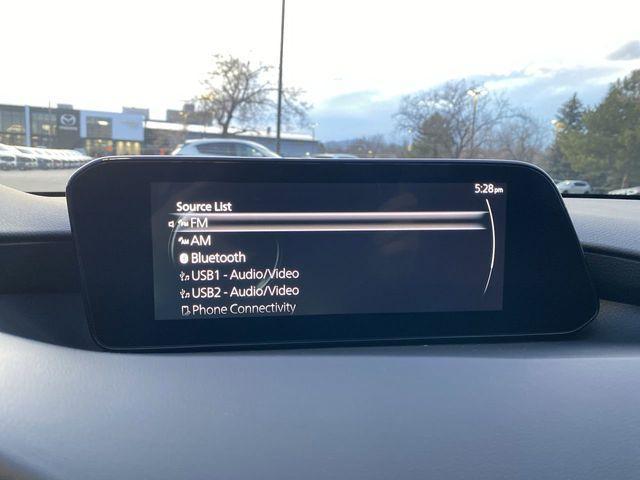 5:28pm
Source List
FM
AM
Bluetooth
USB1 - Audio/Video
USB2 - Audio/Video
Phone Connectivity